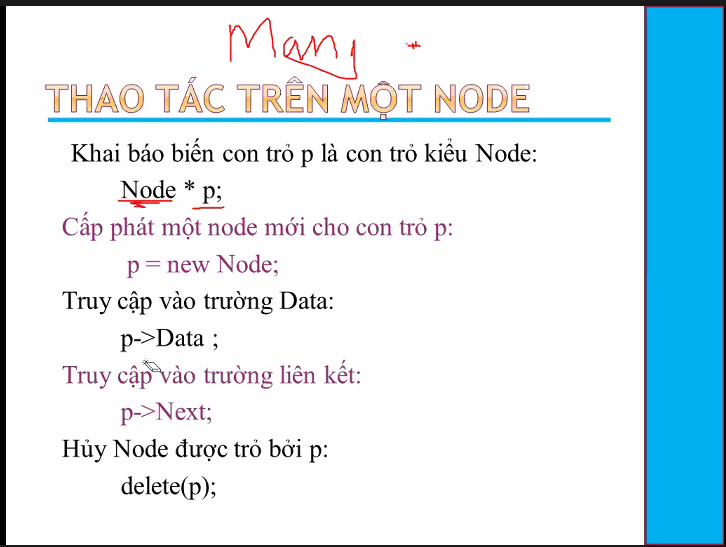 Mang
THAO TÁC TRÊN MỘT NODE
Khai báo biến con trỏ p là con trỏ kiểu Node:
Node * p;
Cấp phát một node mới cho con trỏ p:
p = new Node;
Truy cập vào trường Data:
p->Data ;
Truy cập vào trường liên kết:
p->Next;
Hủy Node được trỏ bởi p:
delete(p);